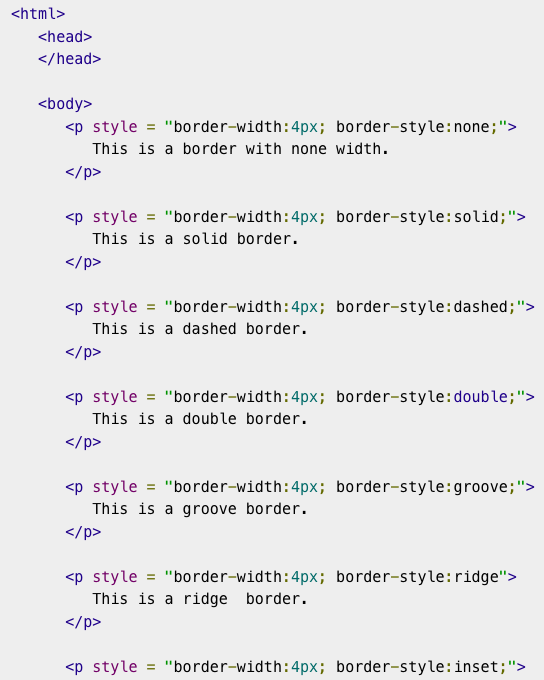 <html>
<head>
</head>
<body>
<p style = "border-width:4px; border-style:none;">
This is a border with none width.
</p>
<p style = "border-width:4px; border-style:solid;">
This is a solid border.
</p>
<p style = "border-width:4px; border-style:dashed;">
This is a dashed border.
</p>
<p style = "border-width:4px; border-style:double;">
This is a double border.
</p>
<p style = "border-width:4px; border-style:groove;">
This is a groove border.
</p>
<p style = "border-width:4px; border-style:ridge">
This is a ridge  border.
</p>
<p style = "border-width:4px; border-style:inset;">